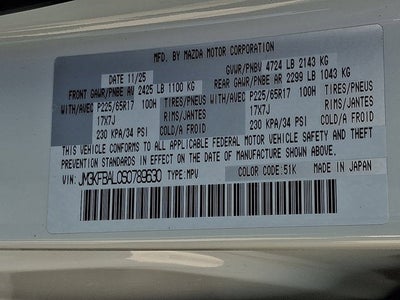 MFD. BY MAZDA MOTOR CORPORATION
DATE 11/25 GVWR/PNBV 4724 LB 2143 KG
FRONT GAWR/PNBE AV 2425 LB 1100 KG REAR GAWR/PNBE AR 2299 LB 1043 KG
WITH/AVEC P225/65R17 100H TIRES/PNEUS WITH/AVEC P225/65R17 100H TIRES/PNEUS
17X7J RIMS/JANTES 17X7J RIMS/JANTES
230 KPA/34 PSI COLD/A FROID 230 KPA/34 PSI COLD/A FROID
THIS VEHICLE CONFORMS TO ALL APPLICABLE FEDERAL MOTOR VEHICLE SAFETY AND THEFT
PREVENTION STANDARDS IN EFFECT ON THE DATE OF MANUFACTURE SHOWN ABOVE.
VIN: JM3KFBAL0S0789630 TYPE: MPV COLOR CODE: 51K MADE IN JAPAN